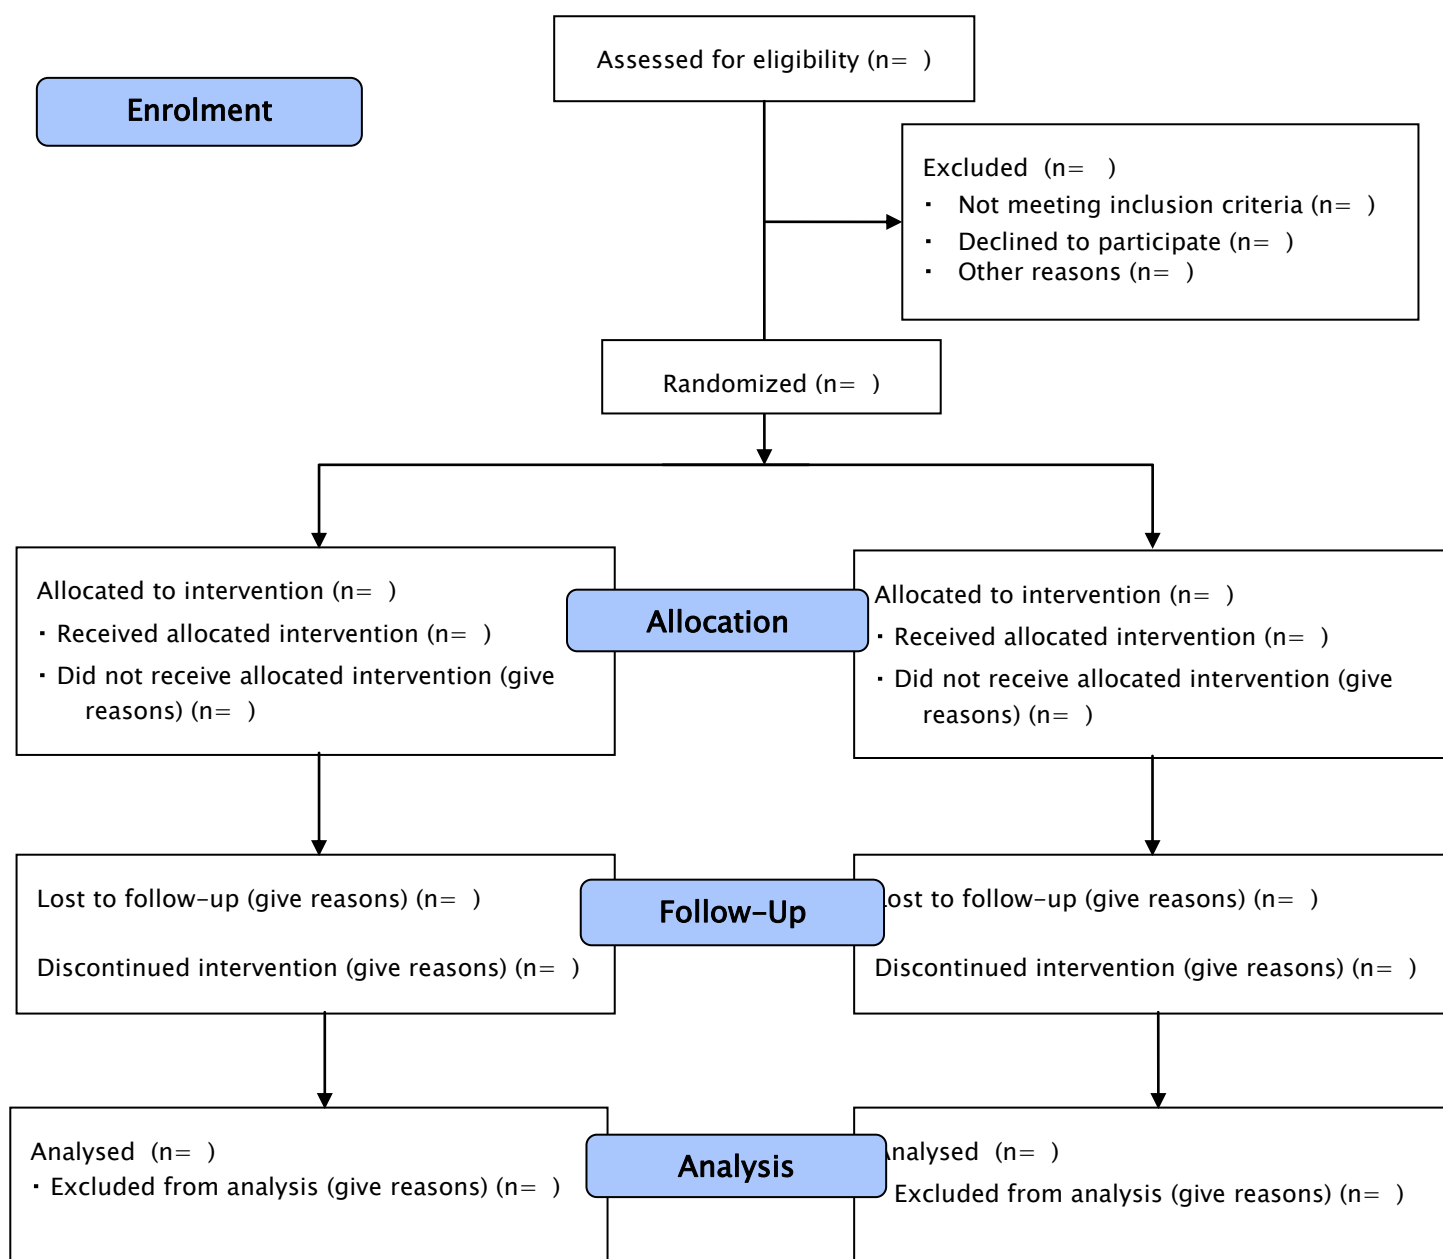 Assessed for eligibility (n=  )
Enrolment
Excluded  (n=   )
▪ Not meeting inclusion criteria (n=  )
▪ Declined to participate (n=  )
▪ Other reasons (n=  )
Randomized (n=  )
Allocated to intervention (n=  )
▪ Received allocated intervention (n=  )
▪ Did not receive allocated intervention (give
reasons) (n=  )
Allocation
Allocated to intervention (n=  )
▪ Received allocated intervention (n=  )
▪ Did not receive allocated intervention (give
reasons) (n=  )
Lost to follow-up (give reasons) (n=  )
Discontinued intervention (give reasons) (n=  )
Follow-Up
Lost to follow-up (give reasons) (n=  )
Discontinued intervention (give reasons) (n=  )
Analysed  (n=  )
▪ Excluded from analysis (give reasons) (n=  )
Analysis
Analysed  (n=  )
Excluded from analysis (give reasons) (n=  )